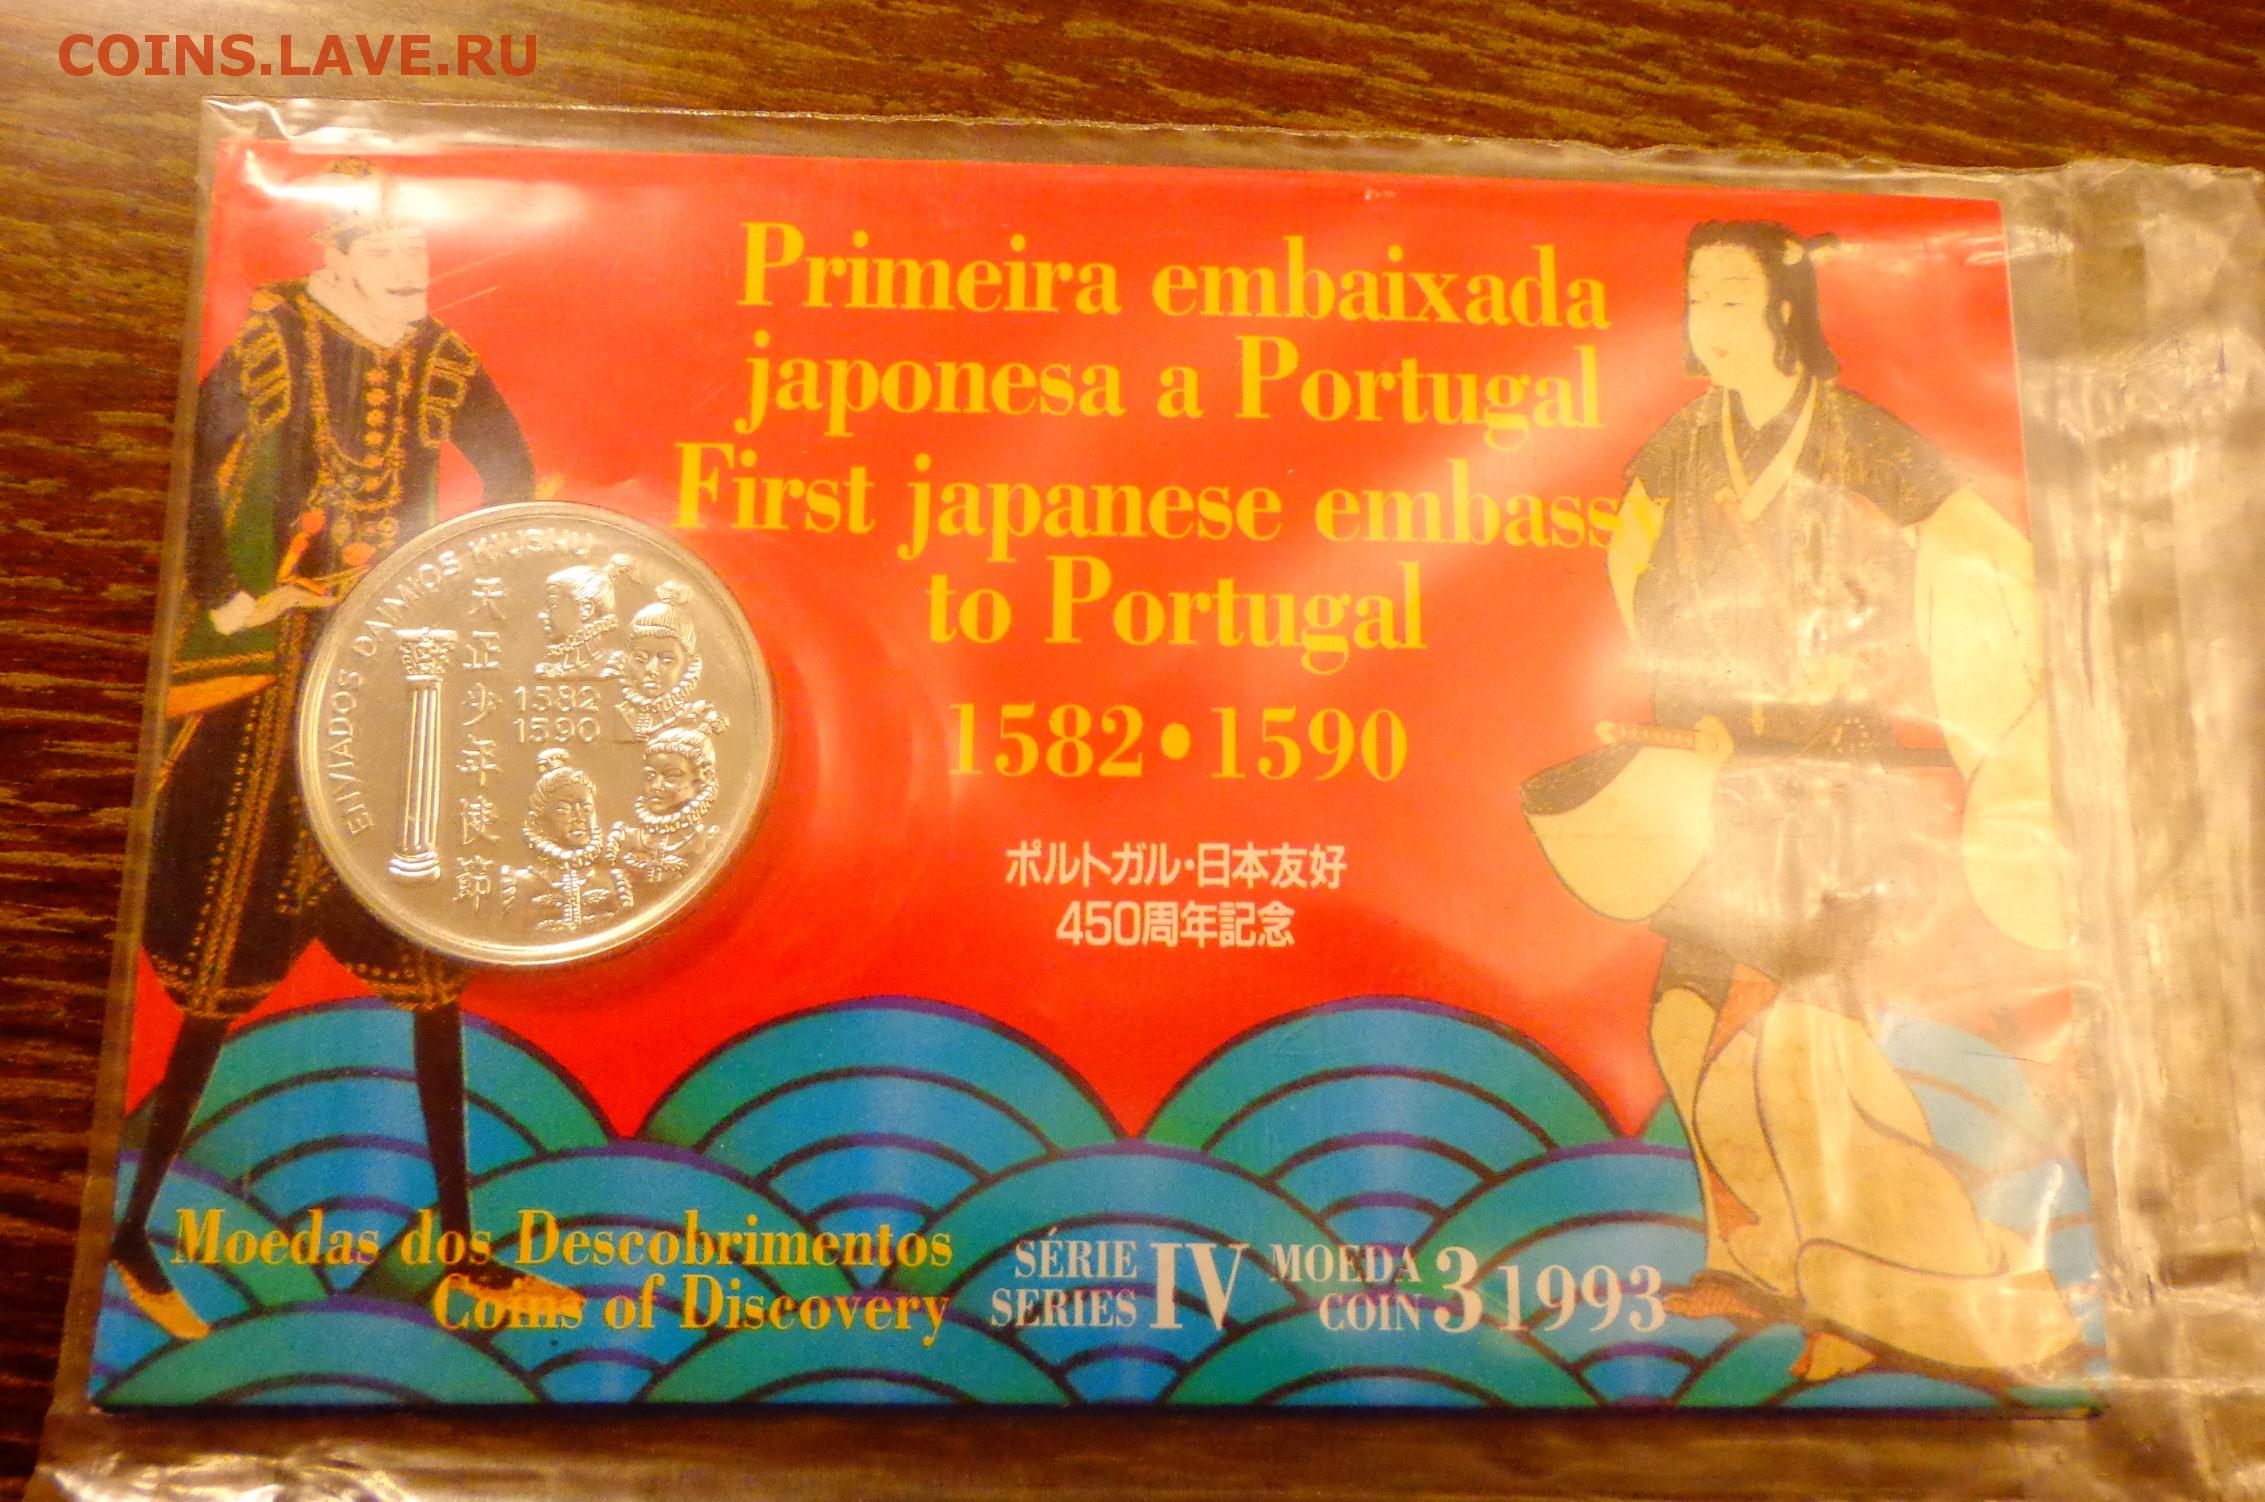 COINS.LAVE.RU
Primeira embaixada
japonesa a Portugal
First japanese embassy
to Portugal
1582•1590
ポルトガル・日本友好
450周年記念
ENVIADOS DAIMIOS KIUSHU
天正少年使節
1582
1590
Moedas dos Descobrimentos
Coins of Discovery
SÉRIE
SERIES
IV
MOEDA
COIN
3
1993